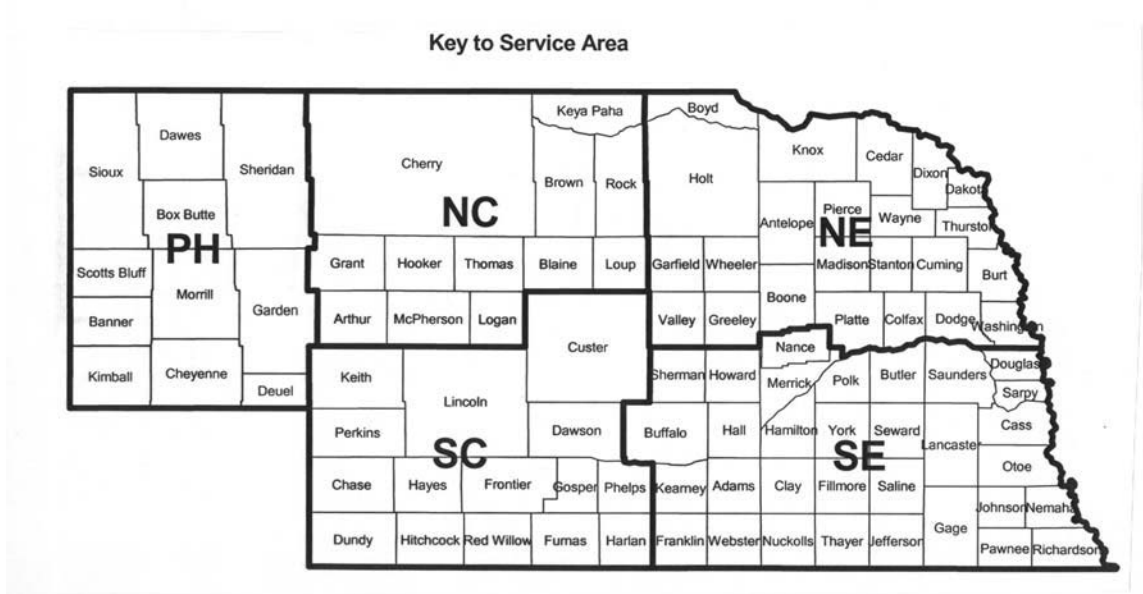 Key to Service Area
Keya Paha
Boyd
Dawes
Knox
Cedar
Sioux
Sheridan
Cherry
Brown
Rock
Holt
Dixon
Dakota
Box Butte
NC
Pierce
Antelope
Wayne
Thurston
PH
NE
Scotts Bluff
Grant
Hooker
Thomas
Blaine
Loup
Garfield
Wheeler
Madison
Stanton
Cuming
Burt
Morrill
Garden
Boone
Banner
Arthur
McPherson
Logan
Valley
Greeley
Platte
Colfax
Dodge
Washington
Custer
Nance
Kimball
Cheyenne
Deuel
Keith
Lincoln
Sherman
Howard
Merrick
Polk
Butler
Saunders
Douglas
Sarpy
Perkins
Dawson
Buffalo
Hall
Hamilton
York
Seward
Lancaster
Cass
SC
SE
Otoe
Chase
Hayes
Frontier
Gosper
Phelps
Kearney
Adams
Clay
Fillmore
Saline
Gage
Johnson
Nemaha
Dundy
Hitchcock
Red Willow
Furnas
Harlan
Franklin
Webster
Nuckolls
Thayer
Jefferson
Pawnee
Richardson